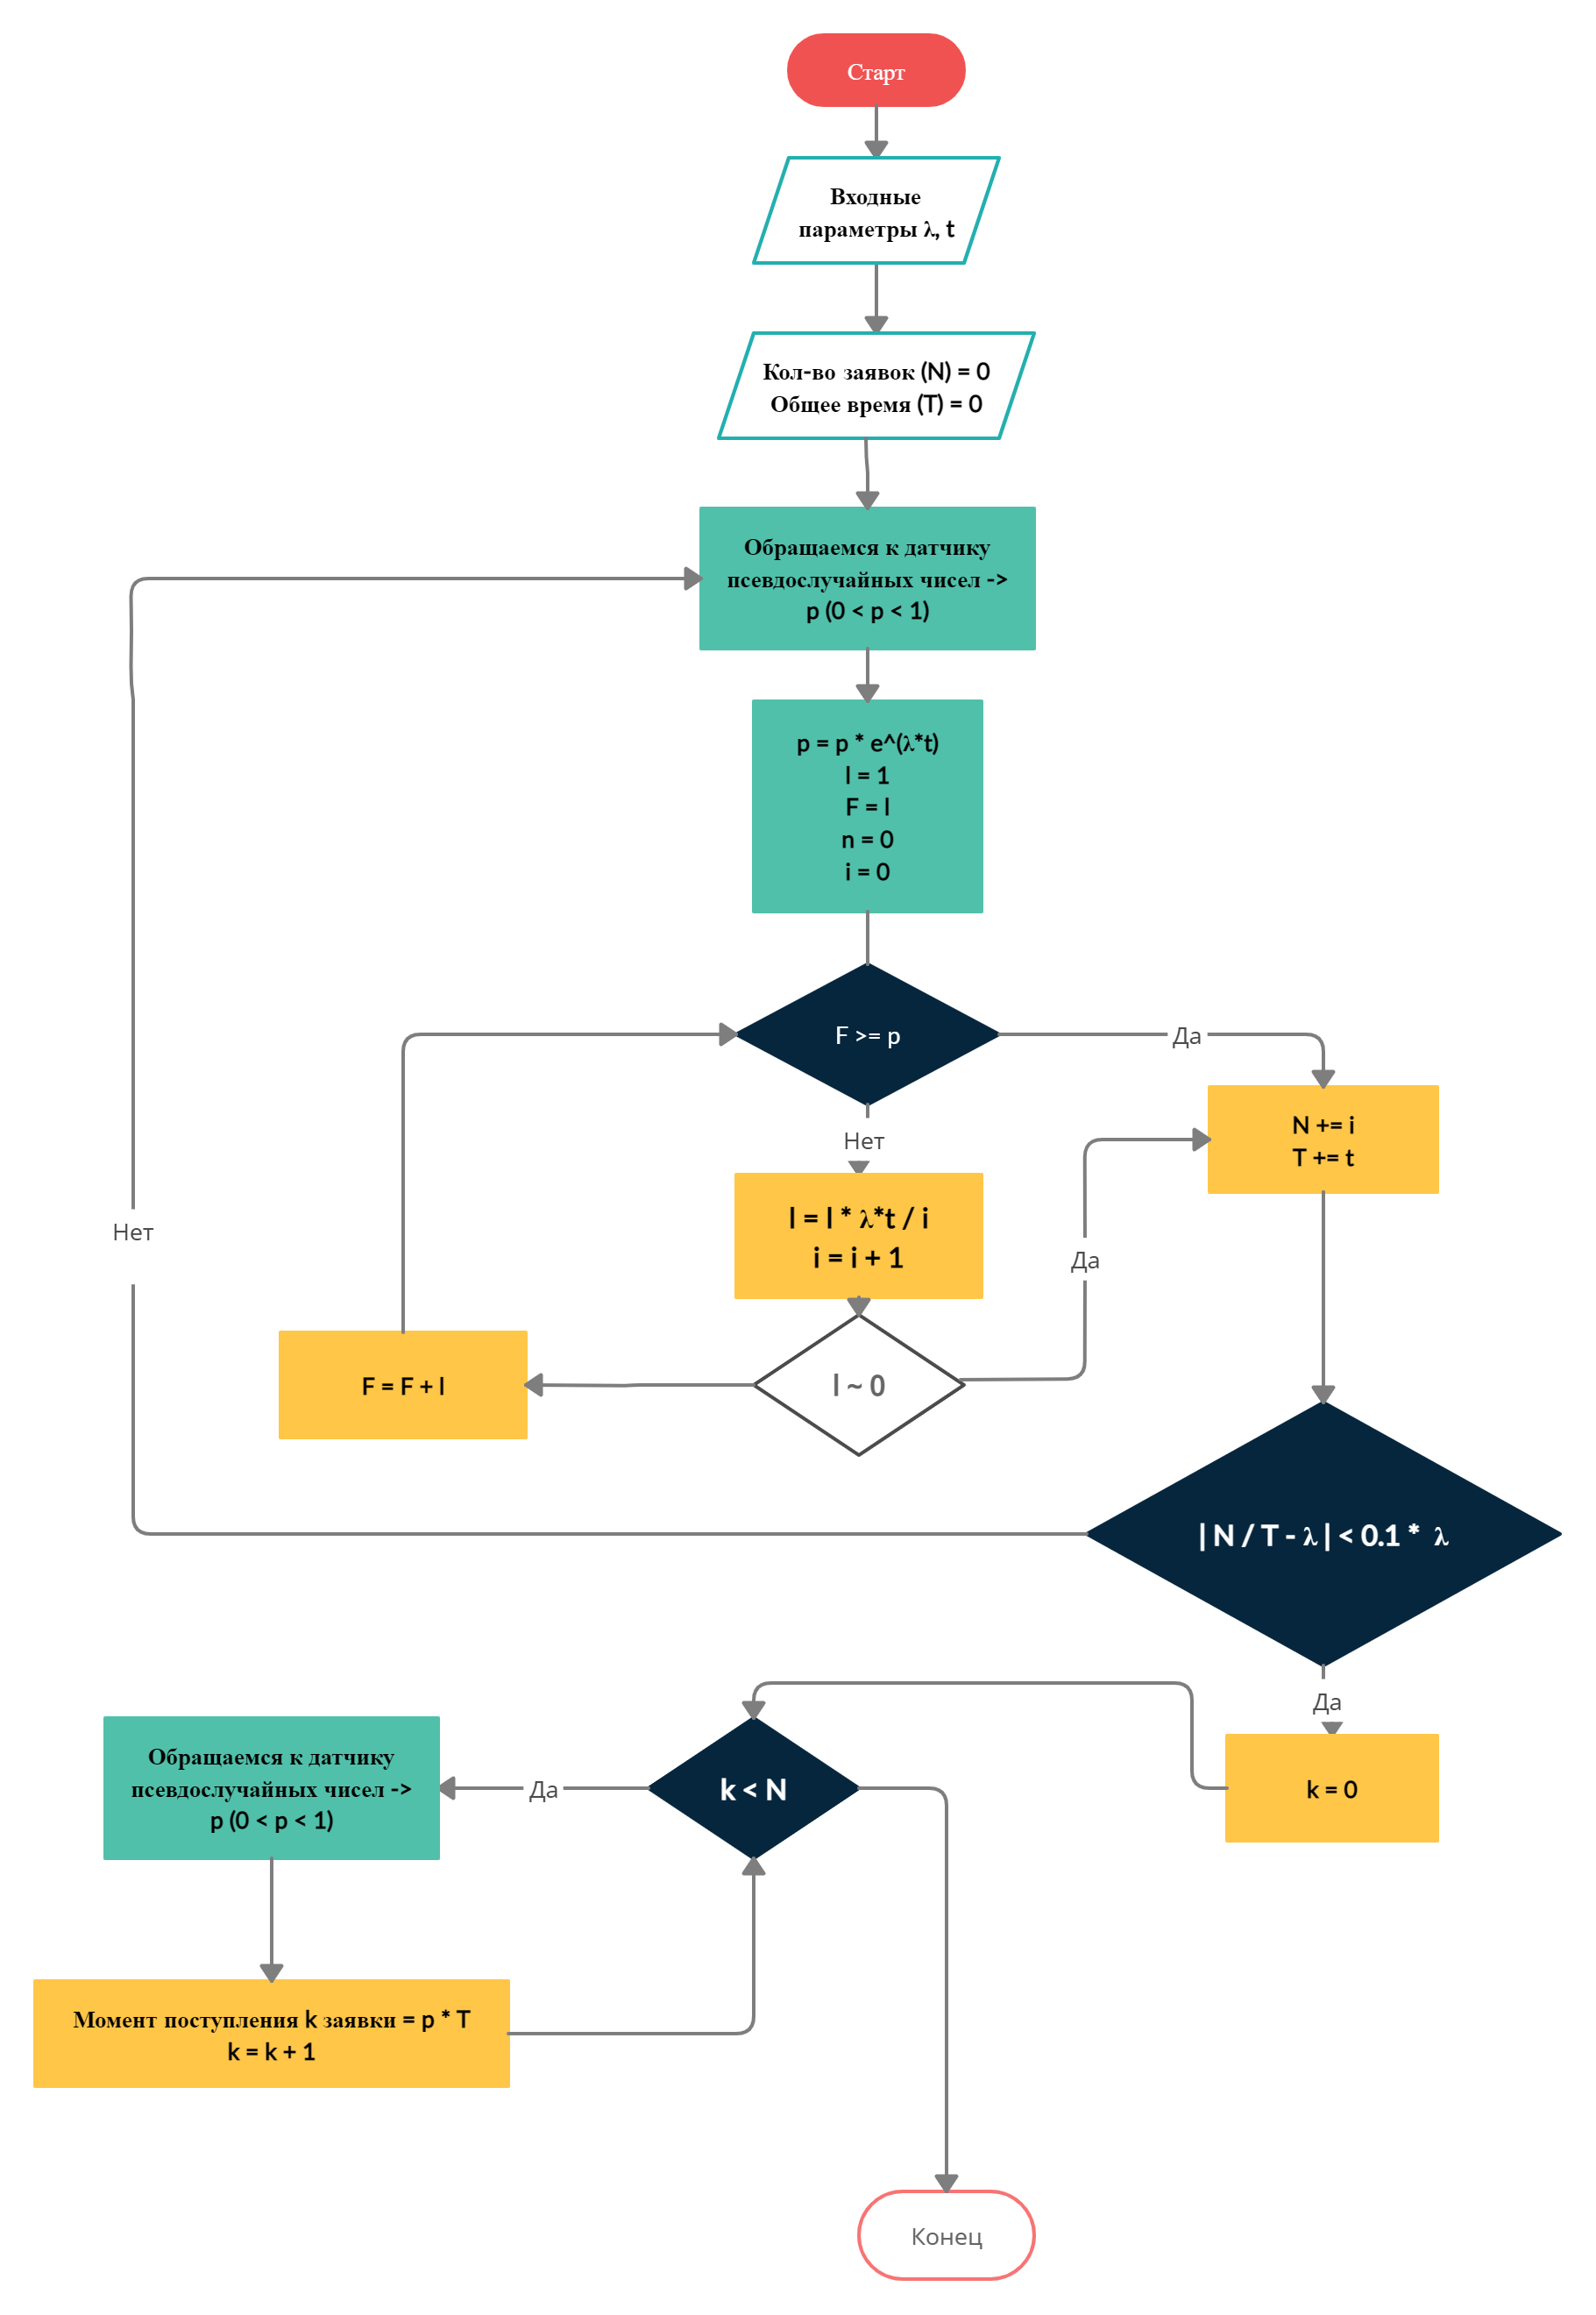 Старт
Входные
параметры λ, t
Кол-во заявок (N) = 0
Общее время (T) = 0
Обращаемся к датчику
псевдослучайных чисел ->
p (0 < p < 1)
p = p * e^(λ*t)
l = 1
F = l
n = 0
i = 0
F >= p
Да
Нет
N += i
T += t
l = l * λ*t / i
i = i + 1
Да
Нет
F = F + l
l ~ 0
| N / T - λ | < 0.1 * λ
Да
Обращаемся к датчику
псевдослучайных чисел ->
p (0 < p < 1)
Да
k < N
k = 0
Момент поступления k заявки = p * T
k = k + 1
Конец